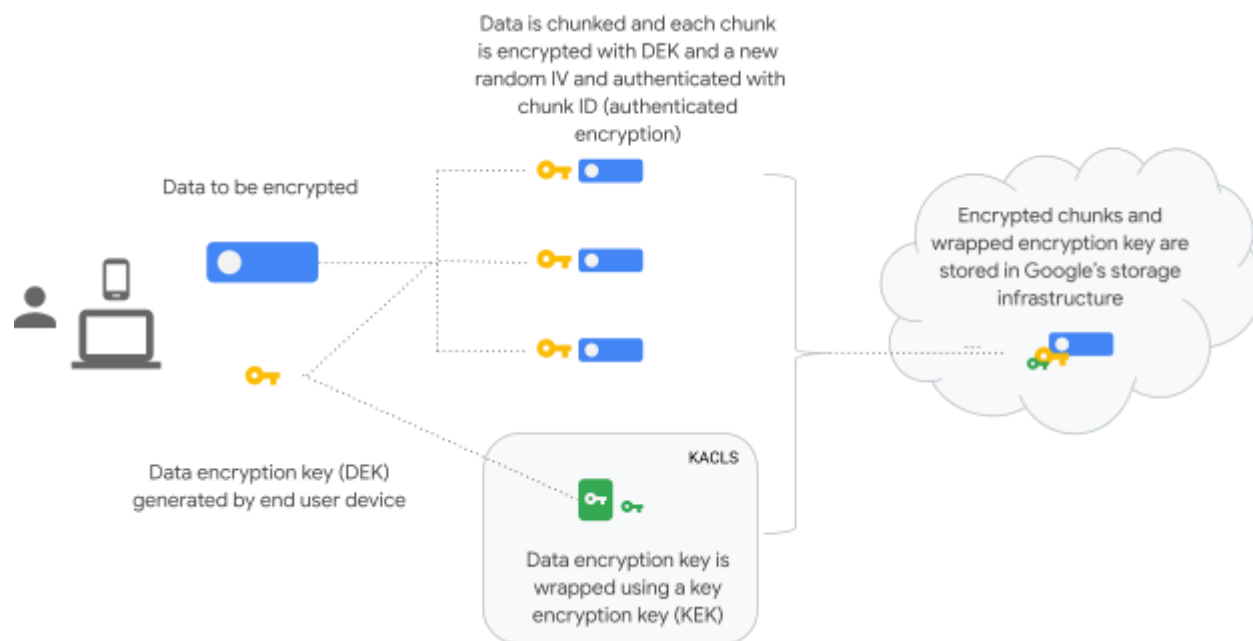 Data is chunked and each chunk
is encrypted with DEK and a new
random IV and authenticated with
chunk ID (authenticated
encryption)
Data to be encrypted
Encrypted chunks and
wrapped encryption key are
stored in Google's storage
infrastructure
...
Data encryption key (DEK)
generated by end user device
KACLS
Data encryption key is
wrapped using a key
encryption key (KEK)